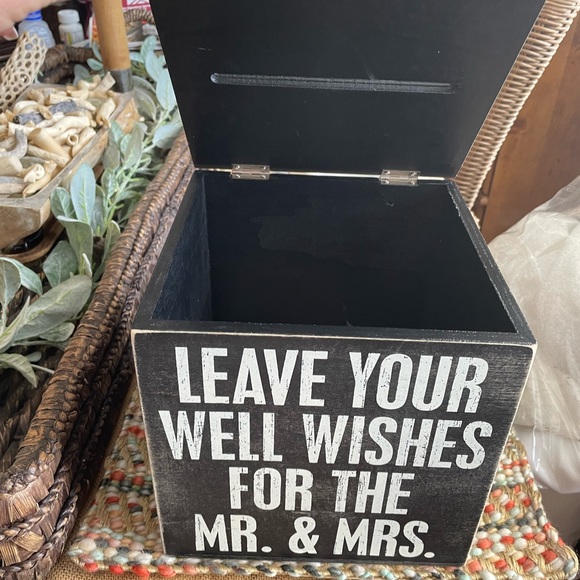 LEAVE YOUR
WELL WISHES
FOR THE
MR. & MRS.